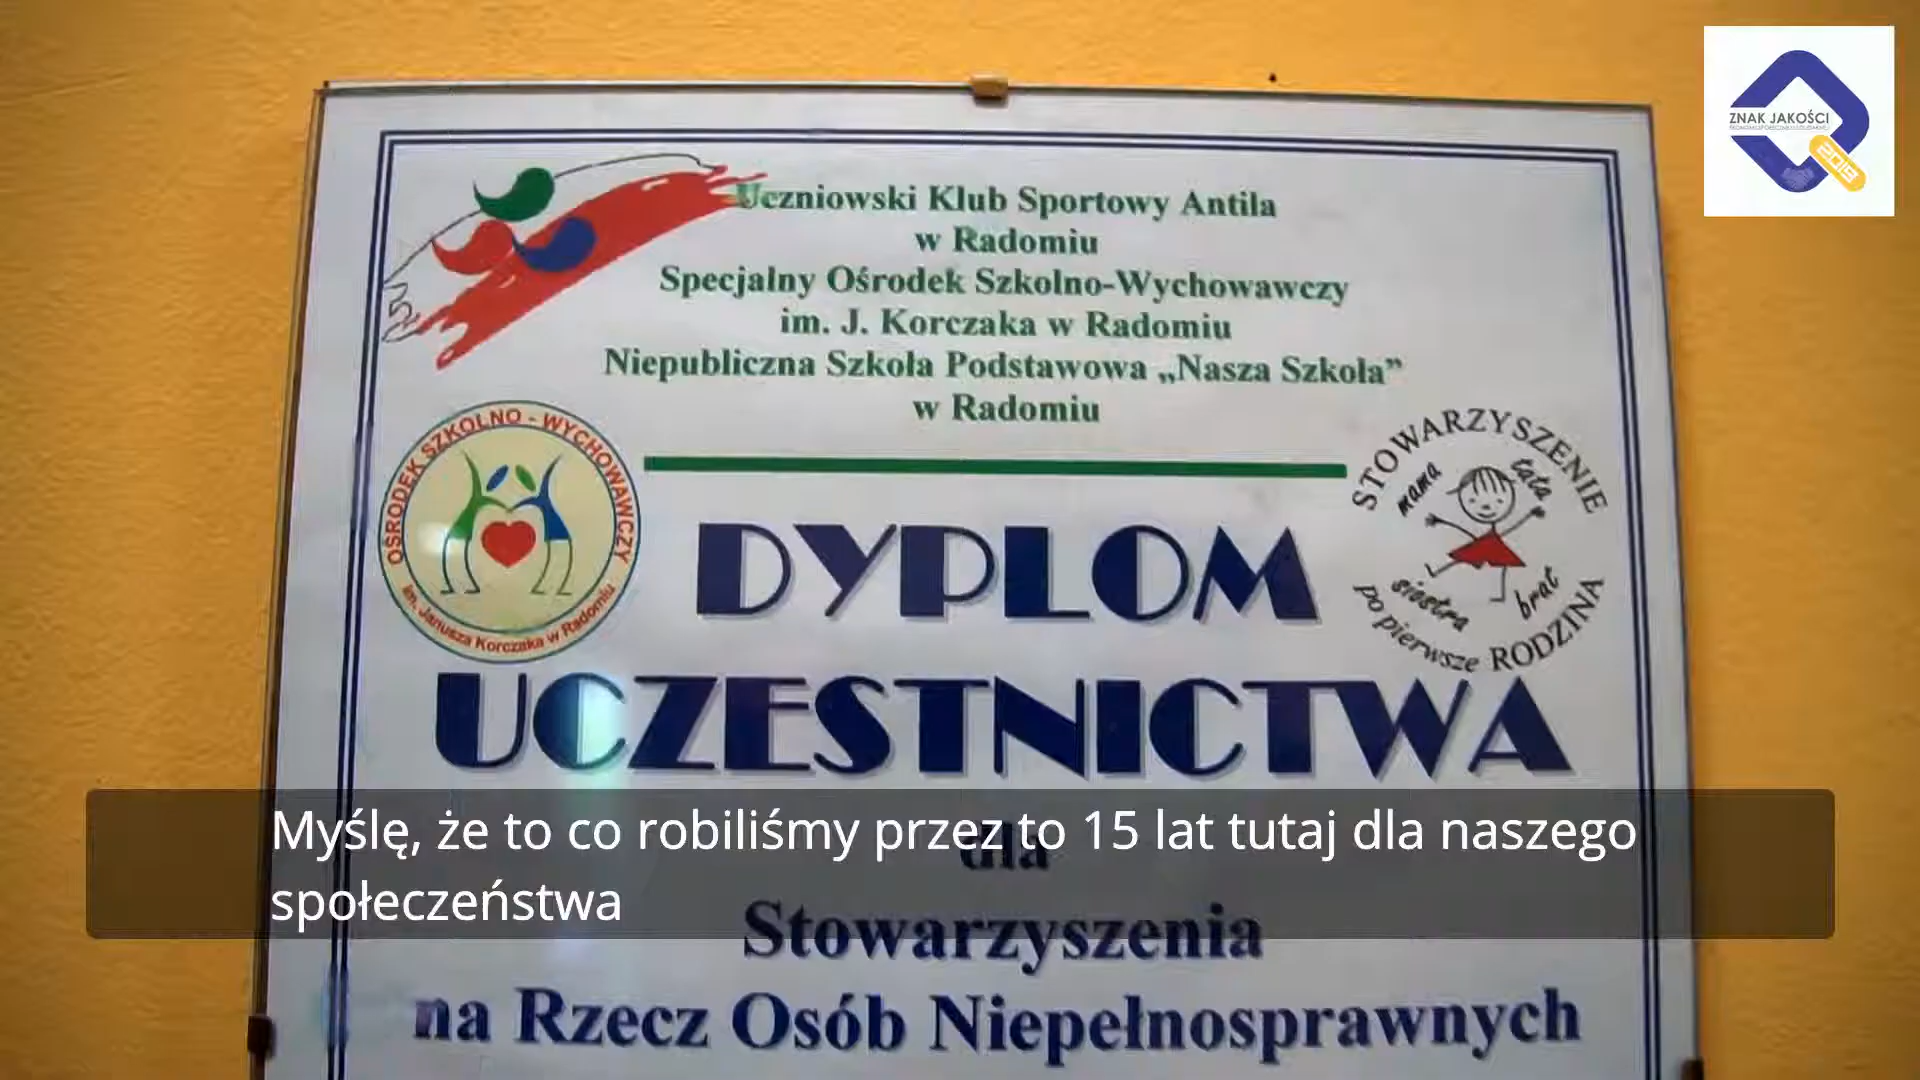 ZNAK JAKOŚCI
2019
Uczniowski Klub Sportowy Antila
w Radomiu
Specjalny Ośrodek Szkolno-Wychowawczy
im. J. Korczaka w Radomiu
Niepubliczna Szkoła Podstawowa „Nasza Szkoła”
w Radomiu
OŚRODEK SZKOLNO - WYCHOWAWCZY
im. Janusza Korczaka w Radomiu
STOWARZYSZENIE
mama tata
siostra brat
po pierwsze RODZINA
DYPLOM
UCZESTNICTWA
dla
Myślę, że to co robiliśmy przez to 15 lat tutaj dla naszego
społeczeństwa
Stowarzyszenia
na Rzecz Osób Niepełnosprawnych